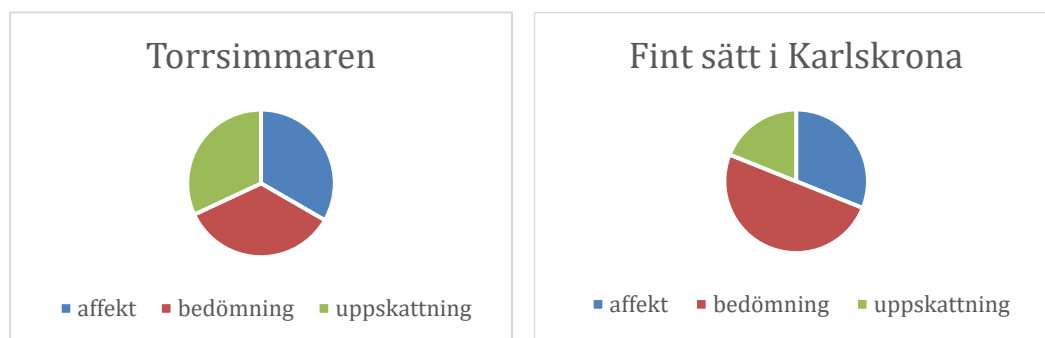 Torrsimmaren
affekt bedömning uppskattning
Fint sätt i Karlskrona
affekt bedömning uppskattning